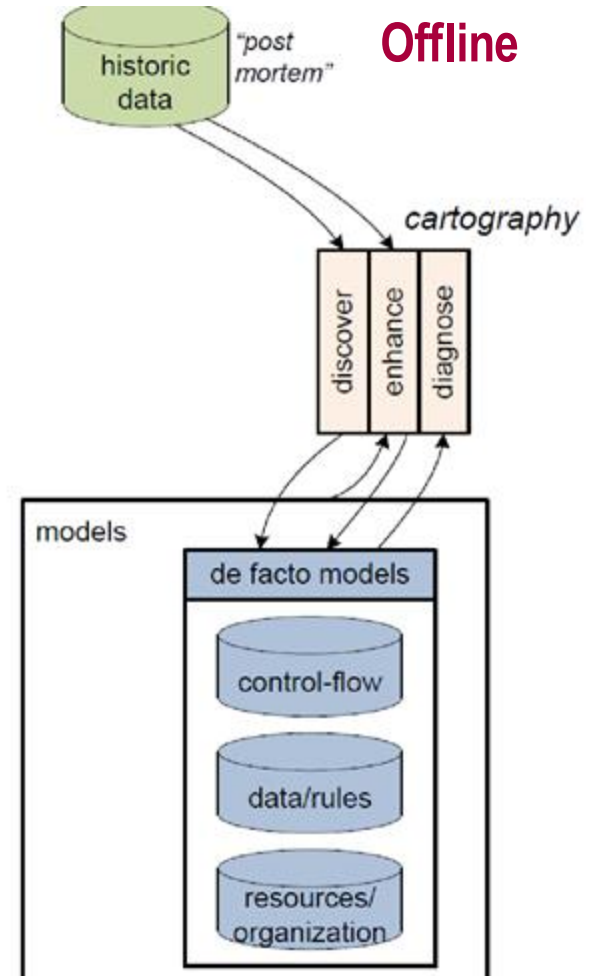 Offline
“post
mortem”
historic
data
cartography
discover
enhance
diagnose
models
de facto models
control-flow
data/rules
resources/
organization